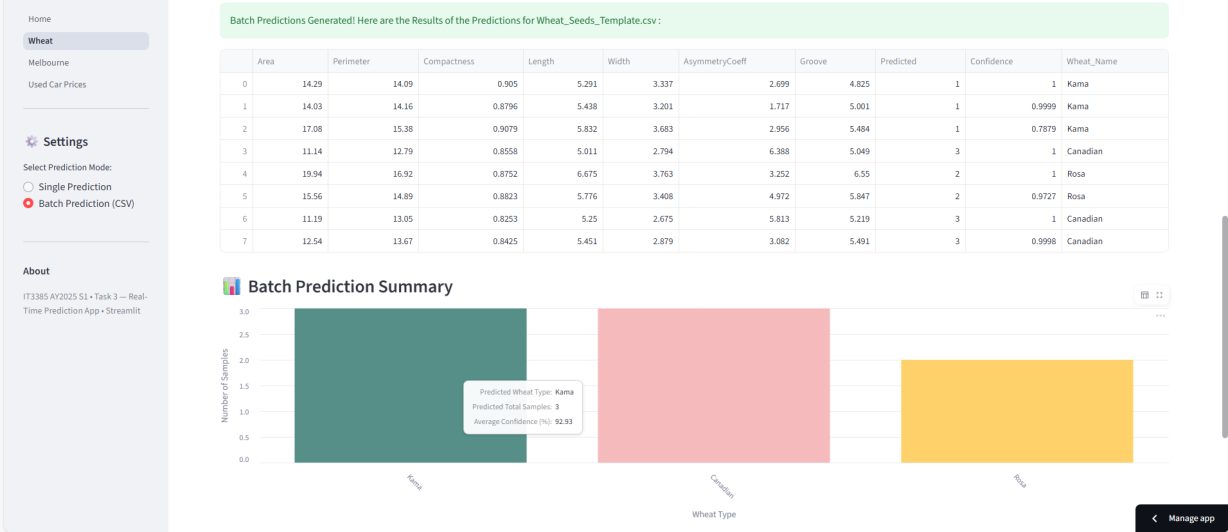 Home
Wheat
Melbourne
Used Car Prices
Settings
Select Prediction Mode:
Single Prediction
Batch Prediction (CSV)
About
IT3385 AY2025 S1 • Task 3 — Real-
Time Prediction App • Streamlit
Batch Predictions Generated! Here are the Results of the Predictions for Wheat_Seeds_Template.csv :
Area Perimeter Compactness Length Width AsymmetryCoeff Groove Predicted Confidence Wheat_Name
0 14.29 14.09 0.905 5.291 3.337 2.699 4.825 1 1 Kama
1 14.03 14.16 0.8796 5.438 3.201 1.717 5.001 1 0.9999 Kama
2 17.08 15.38 0.9079 5.832 3.683 2.956 5.484 1 0.7879 Kama
3 11.14 12.79 0.8558 5.011 2.794 6.388 5.049 3 1 Canadian
4 19.94 16.92 0.8752 6.675 3.763 3.252 6.55 2 1 Rosa
5 15.56 14.89 0.8823 5.776 3.408 4.972 5.847 2 0.9727 Rosa
6 11.19 13.05 0.8253 5.25 2.675 5.813 5.219 3 1 Canadian
7 12.54 13.67 0.8425 5.451 2.879 3.082 5.491 3 0.9998 Canadian
Batch Prediction Summary
Number of Samples
3.0
2.5
2.0
1.5
1.0
0.5
0.0
Predicted Wheat Type: Kama
Predicted Total Samples: 3
Average Confidence (%): 92.93
Kama
Canadian
Rosa
Wheat Type
Manage app